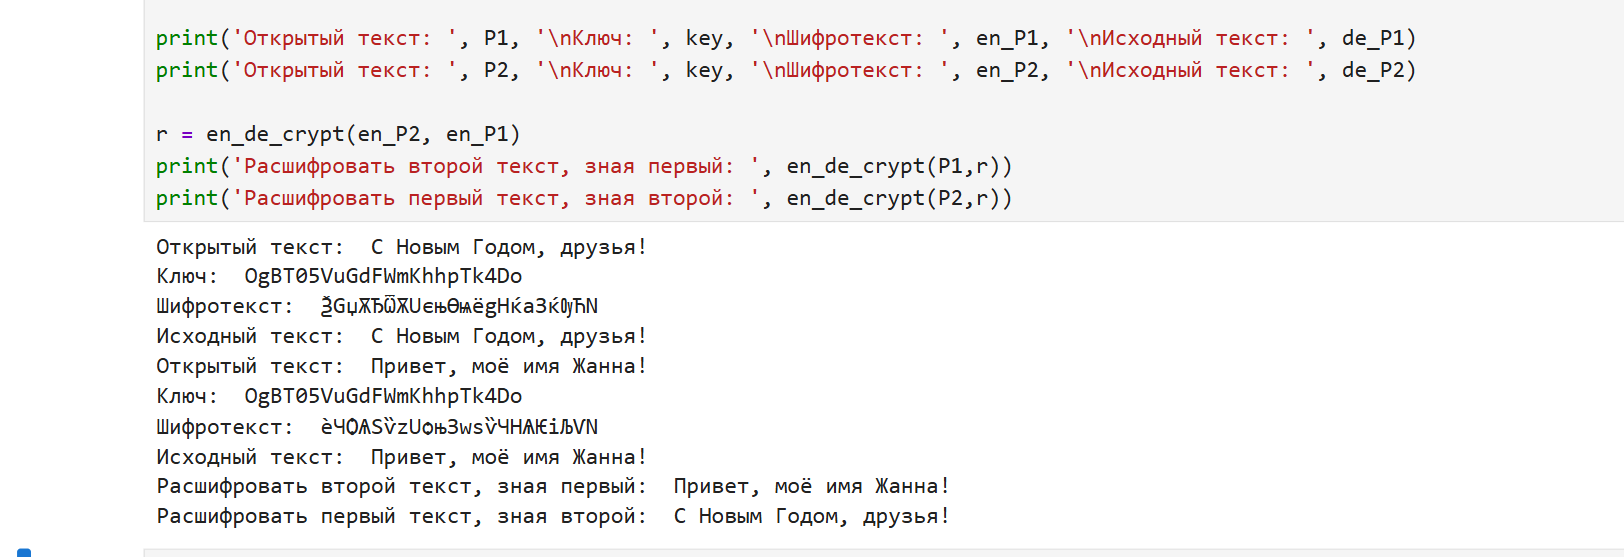 print('Открытый текст: ', P1, '\nКлюч: ', key, '\nШифротекст: ', en_P1, '\nИсходный текст: ', de_P1)
print('Открытый текст: ', P2, '\nКлюч: ', key, '\nШифротекст: ', en_P2, '\nИсходный текст: ', de_P2)
r = en_de_crypt(en_P2, en_P1)
print('Расшифровать второй текст, зная первый: ', en_de_crypt(P1,r))
print('Расшифровать первый текст, зная второй: ', en_de_crypt(P2,r))
Открытый текст:  С Новым Годом, друзья!
Ключ:  OgBT05VuGdFWmKhhpTk4Do
Шифротекст:
Исходный текст:  С Новым Годом, друзья!
Открытый текст:  Привет, моё имя Жанна!
Ключ:  OgBT05VuGdFWmKhhpTk4Do
Шифротекст:
Исходный текст:  Привет, моё имя Жанна!
Расшифровать второй текст, зная первый:  Привет, моё имя Жанна!
Расшифровать первый текст, зная второй:  С Новым Годом, друзья!